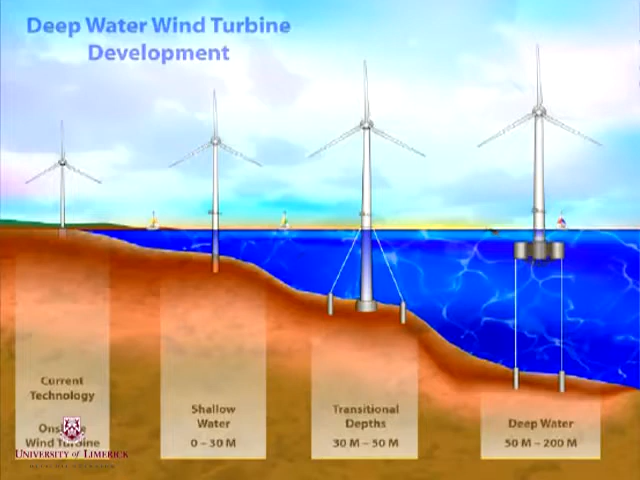 Deep Water Wind Turbine
Development
Current
Technology
Wind Turbine
UNIVERSITY of LIMERICK
Shallow
Water
0 – 30 M
Transitional
Depths
30 M – 50 M
Deep Water
50 M – 200 M